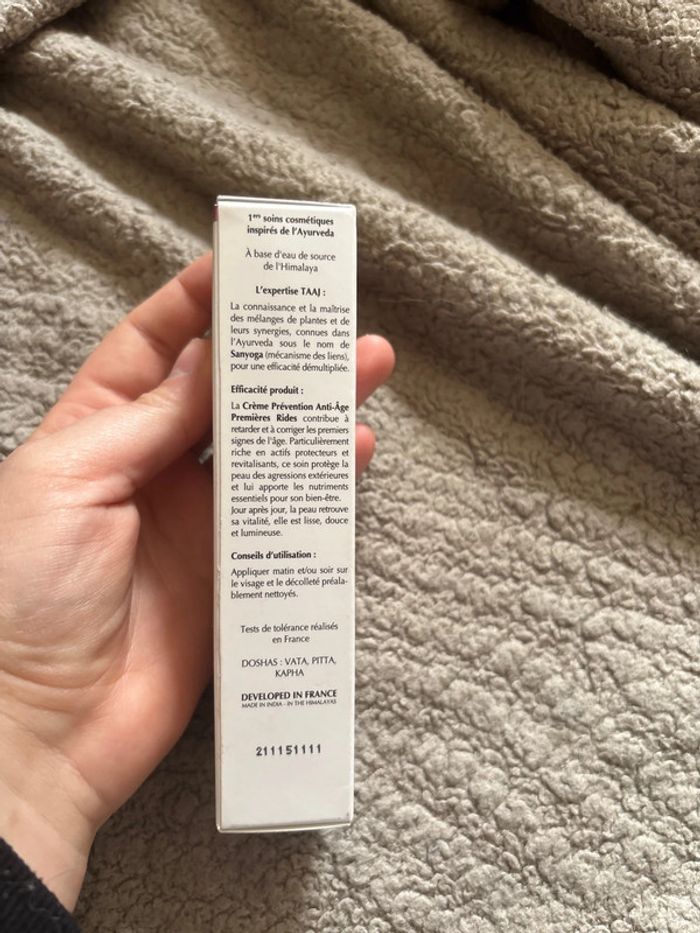 1ers soins cosmétiques
inspirés de l'Ayurveda
À base d'eau de source
de l'Himalaya
L'expertise TAAJ :
La connaissance et la maîtrise
des mélanges de plantes et de
leurs synergies, connues dans
l'Ayurveda sous le nom de
Sanyoga (mécanisme des liens),
pour une efficacité démultipliée.
Efficacité produit :
La Crème Prévention Anti-Âge
Premières Rides contribue à
retarder et à corriger les premiers
signes de l'âge. Particulièrement
riche en actifs protecteurs et
revitalisants, ce soin protège la
peau des agressions extérieures
et lui apporte les nutriments
essentiels pour son bien-être.
Jour après jour, la peau retrouve
sa vitalité, elle est lisse, douce
et lumineuse.
Conseils d'utilisation :
Appliquer matin et/ou soir sur
le visage et le décolleté préala-
blement nettoyés.
Tests de tolérance réalisés
en France
DOSHAS : VATA, PITTA,
KAPHA
DEVELOPED IN FRANCE
MADE IN INDIA - IN THE HIMALAYAS
211151111